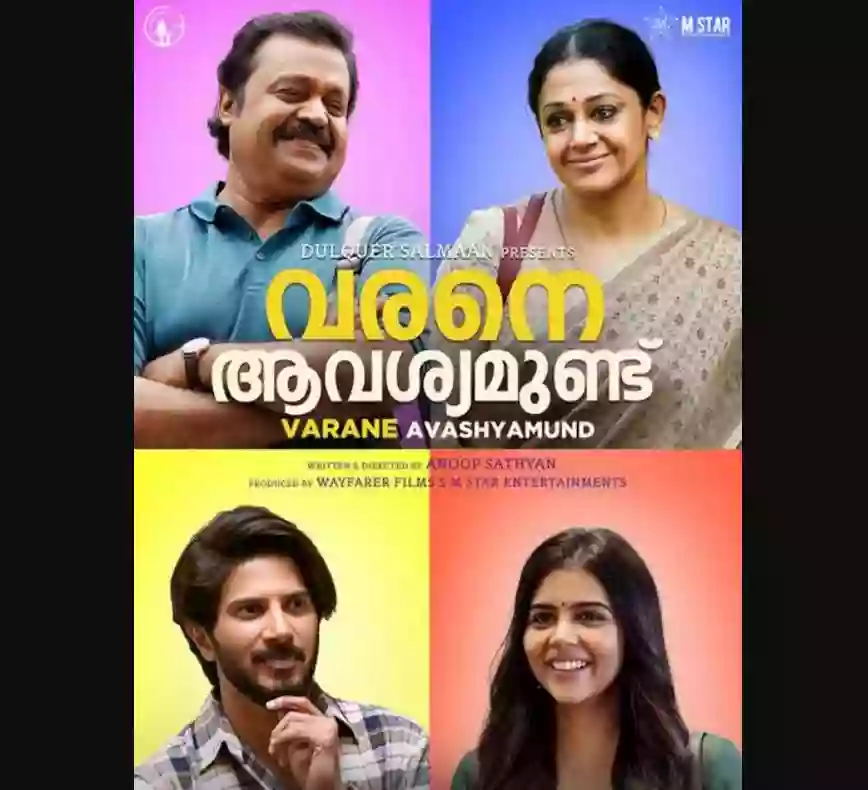 M STAR
DULQUER SALMAAN PRESENTS
വരനെ
ആവശ്യമുണ്ട്
VARANE AVASHYAMUND
WRITTEN & DIRECTED BY ANOOP SATHYAN
PRODUCED BY WAYFARER FILMS & M STAR ENTERTAINMENTS